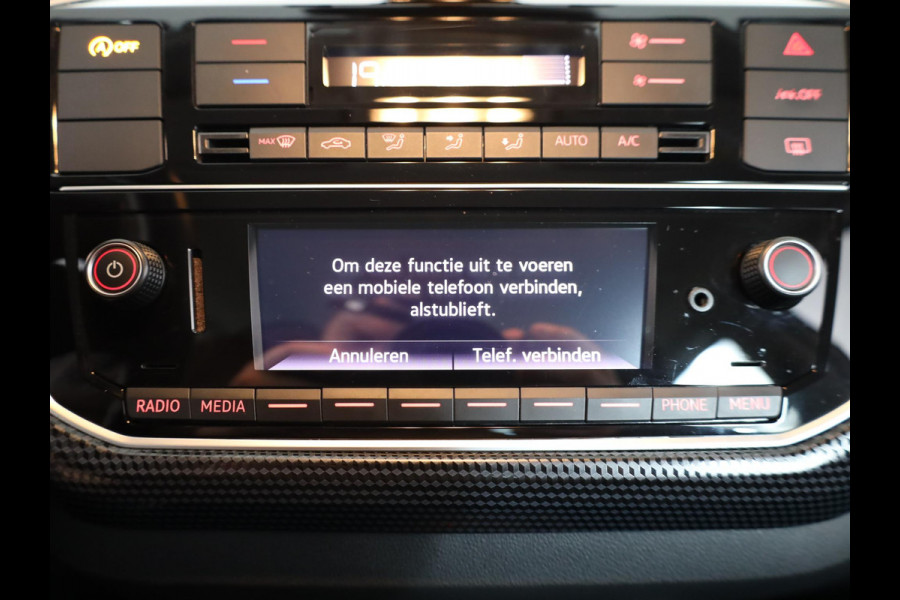 OFF
19
MAX
AUTO
A/C
OFF
Om deze functie uit te voeren
een mobiele telefoon verbinden,
alstublieft.
Annuleren
Telef. verbinden
RADIO
MEDIA
PHONE
MENU